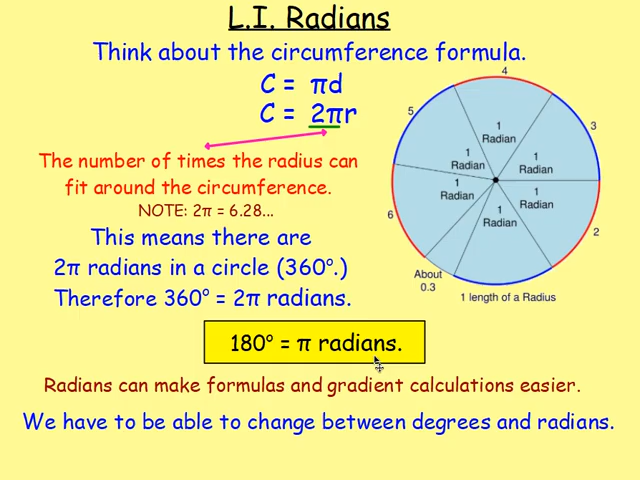 L.I. Radians
Think about the circumference formula.
C = πd
C = 2πr
The number of times the radius can
fit around the circumference.
NOTE: 2π = 6.28...
This means there are
2π radians in a circle (360°.)
Therefore 360° = 2π radians.
180° = π radians.
Radians can make formulas and gradient calculations easier.
We have to be able to change between degrees and radians.
4
5
3
1
Radian
1
Radian
1
Radian
1
Radian
1
Radian
1
Radian
6
2
About
0.3
1 length of a Radius